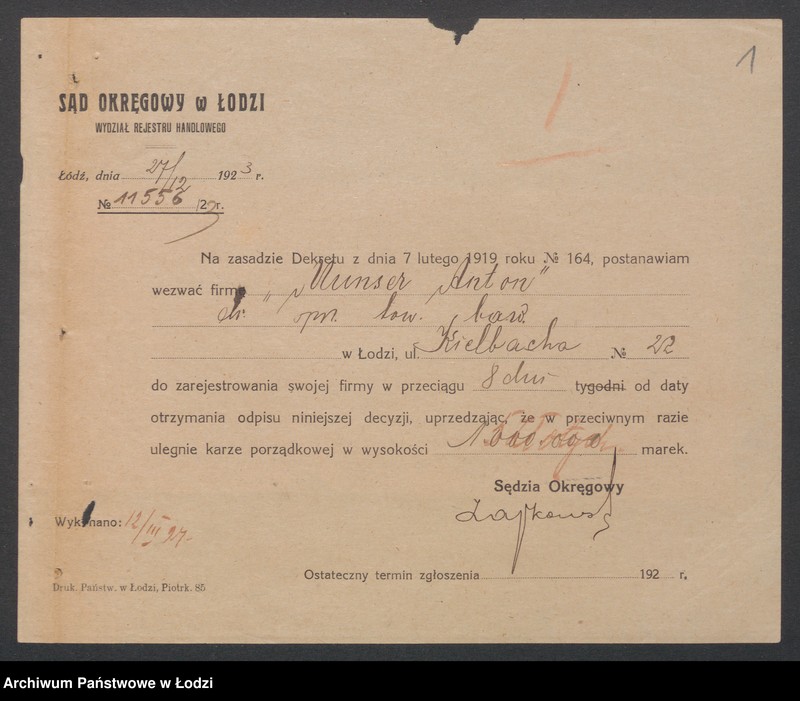 1
SĄD OKRĘGOWY w ŁODZI
WYDZIAŁ REJESTRU HANDLOWEGO
Łódź, dnia 27/12 1923 r.
№ 11556/23 r.
Na zasadzie Dekretu z dnia 7 lutego 1919 roku № 164, postanawiam
wezwać firmę „Munser Anton"
tow. baw.
w Łodzi, ul. Kielbacha № 22
do zarejestrowania swojej firmy w przeciągu 8 dni tygodni od daty
otrzymania odpisu niniejszej decyzji, uprzedzając, że w przeciwnym razie
ulegnie karze porządkowej w wysokości marek.
Sędzia Okręgowy
Wykonano: 12/III 24.
Ostateczny termin zgłoszenia 192 r.
Druk. Państw. w Łodzi, Piotrk. 85
Archiwum Państwowe w Łodzi